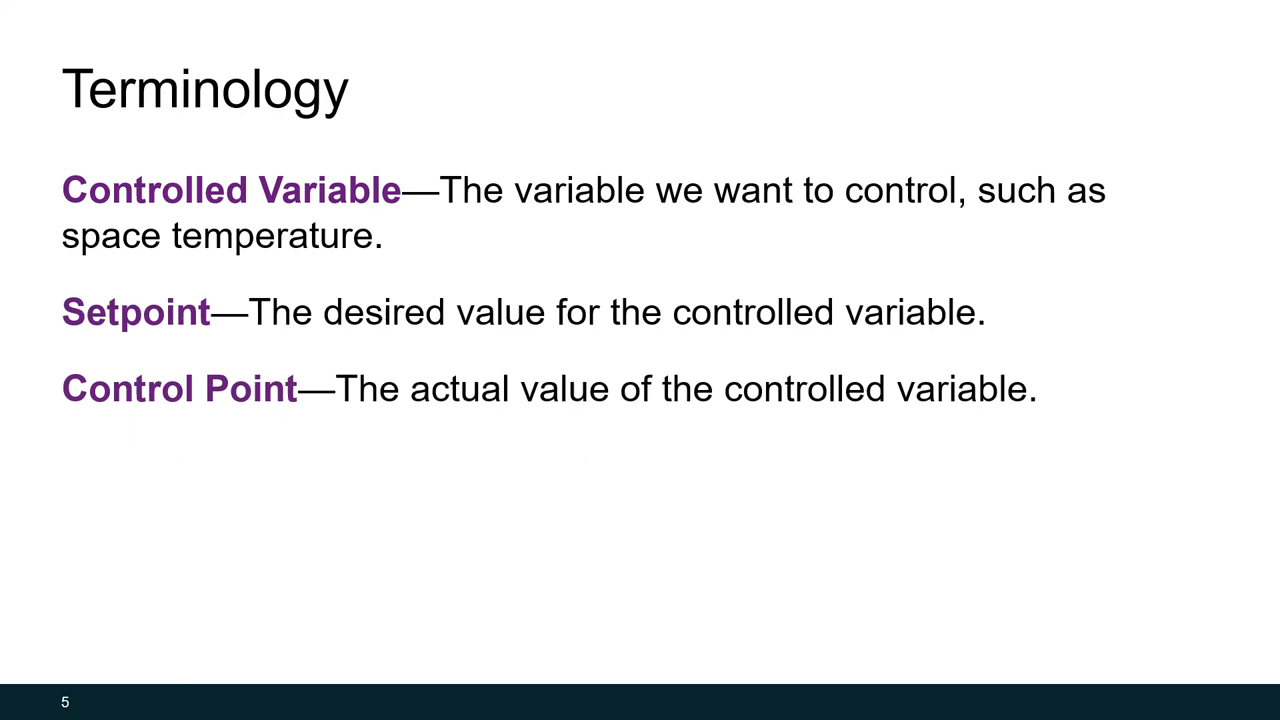 Terminology
Controlled Variable—The variable we want to control, such as
space temperature.
Setpoint—The desired value for the controlled variable.
Control Point—The actual value of the controlled variable.
5